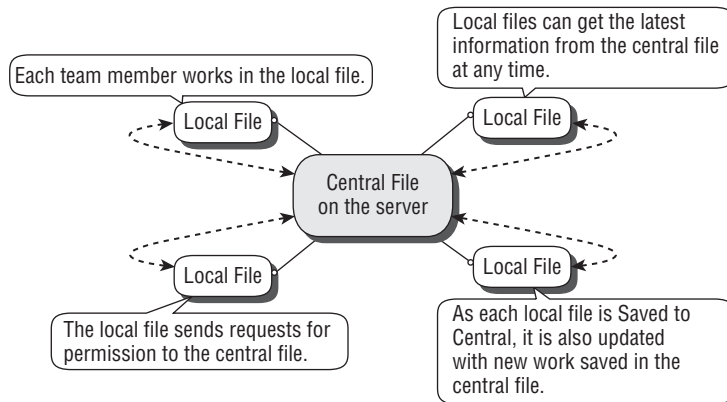 Each team member works in the local file.
Local files can get the latest
information from the central file
at any time.
Local File
Local File
Central File
on the server
Local File
Local File
The local file sends requests for
permission to the central file.
As each local file is Saved to
Central, it is also updated
with new work saved in the
central file.